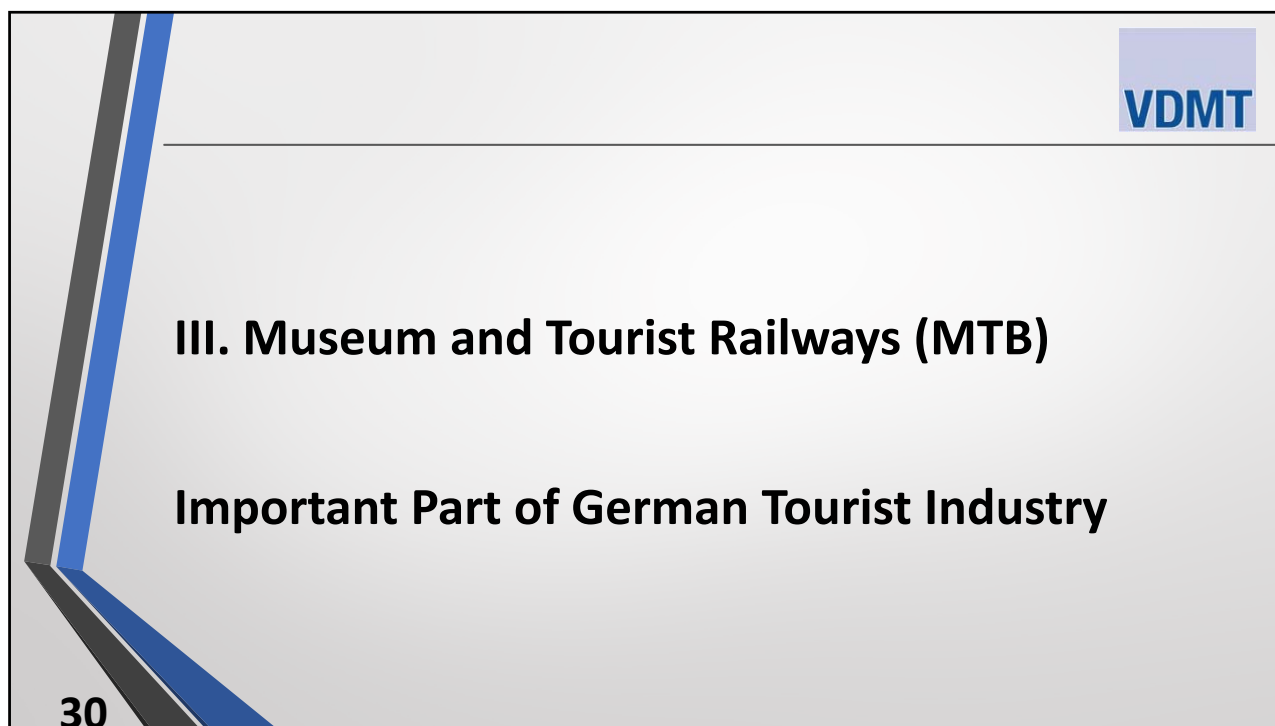 VDMT
III. Museum and Tourist Railways (MTB)
Important Part of German Tourist Industry
30